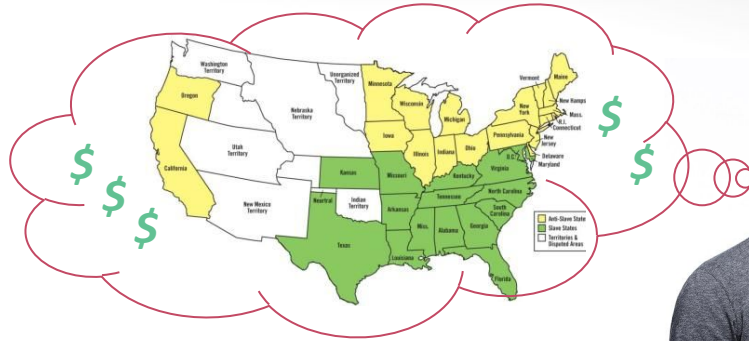 Washington
Territory
Unorganized
Territory
Minnesota
Oregon
Nebraska
Territory
Wisconsin
Michigan
Vermont
Maine
New Hamps.
New
York
Mass.
R.I.
Connecticut
Iowa
Pennsylvania
New
Jersey
Utah
Territory
Illinois
Indiana
Ohio
Delaware
Maryland
D.C.
California
Kansas
Missouri
Kentucky
Virginia
Neartral
Indian
Territory
Tennessee
North Carolina
New Mexico
Territory
Arkansas
South
Carolina
Texas
Miss.
Alabama
Georgia
Louisiana
Florida
Anti-Slave State
Slave States
Territories &
Disputed Areas
$
$
$
$
$